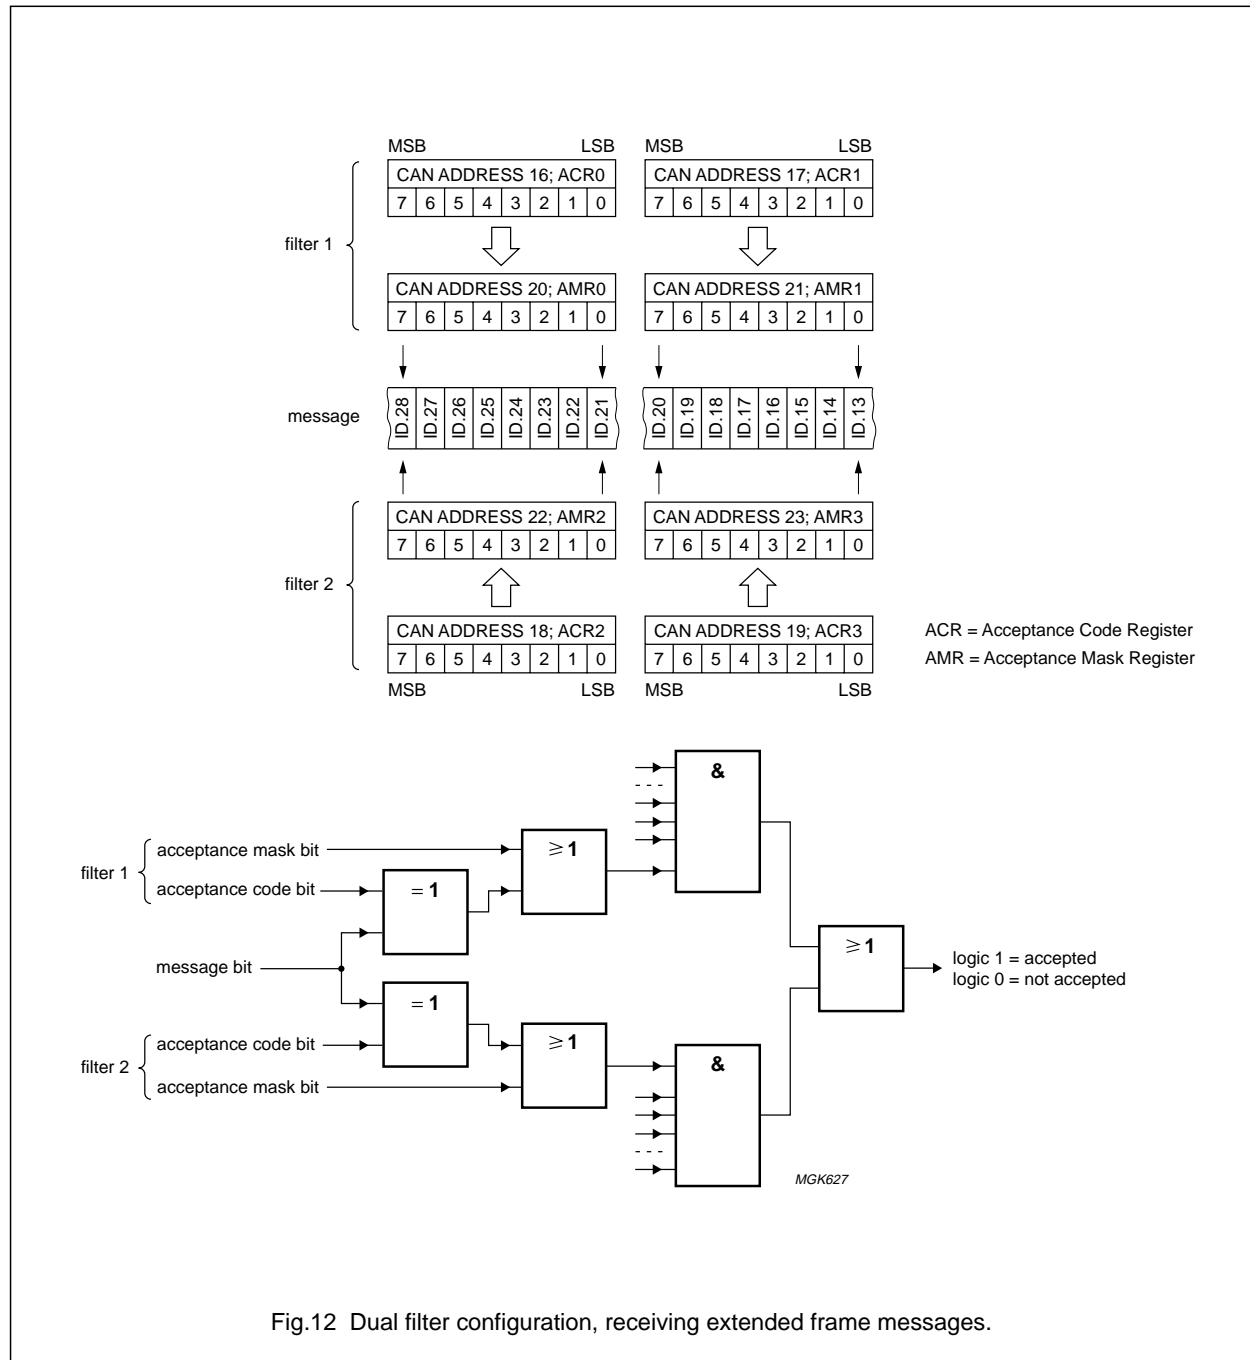 MSB LSB MSB LSB
CAN ADDRESS 16; ACR0 CAN ADDRESS 17; ACR1
7 6 5 4 3 2 1 0 7 6 5 4 3 2 1 0
filter 1
CAN ADDRESS 20; AMR0 CAN ADDRESS 21; AMR1
7 6 5 4 3 2 1 0 7 6 5 4 3 2 1 0
message ID.28 ID.27 ID.26 ID.25 ID.24 ID.23 ID.22 ID.21 ID.20 ID.19 ID.18 ID.17 ID.16 ID.15 ID.14 ID.13
CAN ADDRESS 22; AMR2 CAN ADDRESS 23; AMR3
7 6 5 4 3 2 1 0 7 6 5 4 3 2 1 0
filter 2
CAN ADDRESS 18; ACR2 CAN ADDRESS 19; ACR3
7 6 5 4 3 2 1 0 7 6 5 4 3 2 1 0
MSB LSB MSB LSB
ACR = Acceptance Code Register
AMR = Acceptance Mask Register
&
filter 1
acceptance mask bit
≥ 1
acceptance code bit
= 1
message bit
≥ 1
logic 1 = accepted
logic 0 = not accepted
= 1
filter 2
acceptance code bit
≥ 1
acceptance mask bit
&
MGK627
Fig.12 Dual filter configuration, receiving extended frame messages.